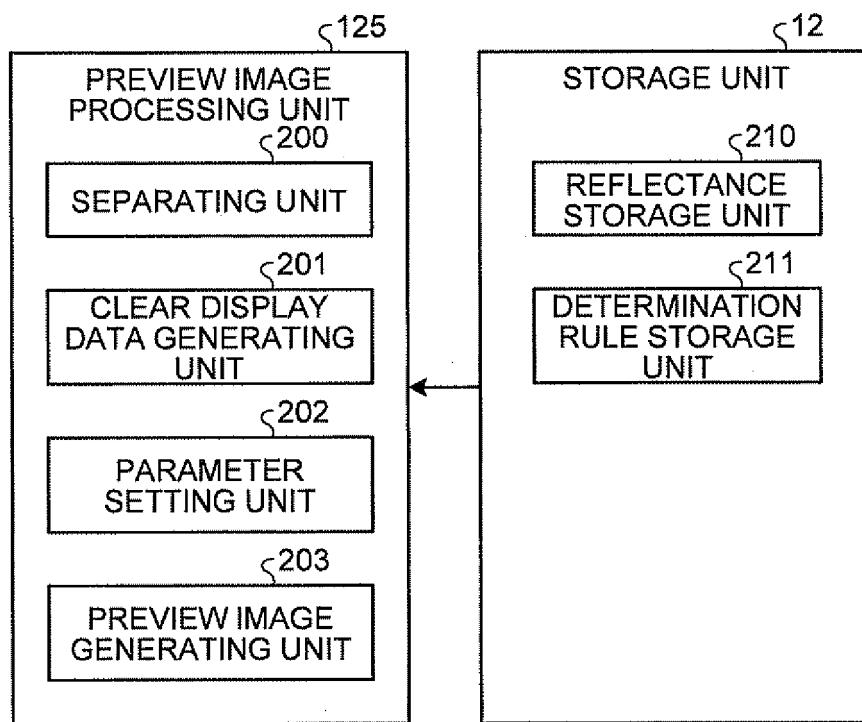 125
PREVIEW IMAGE
PROCESSING UNIT
200
SEPARATING UNIT
201
CLEAR DISPLAY
DATA GENERATING
UNIT
202
PARAMETER
SETTING UNIT
203
PREVIEW IMAGE
GENERATING UNIT
12
STORAGE UNIT
210
REFLECTANCE
STORAGE UNIT
211
DETERMINATION
RULE STORAGE
UNIT